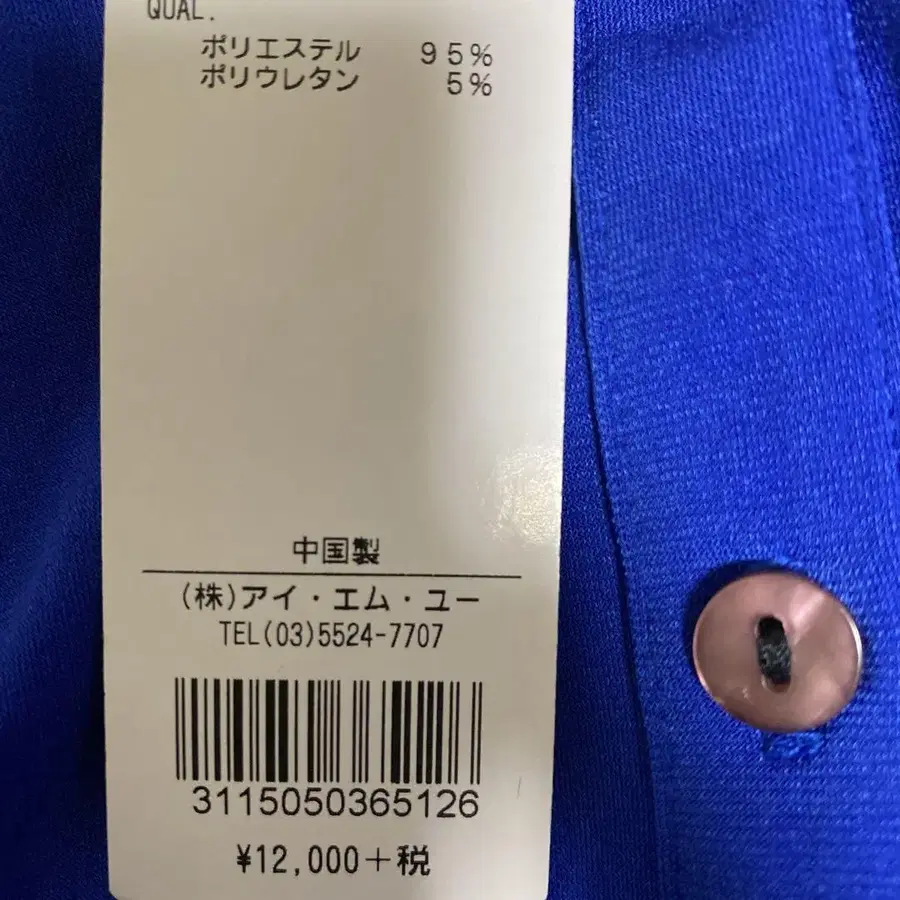 QUAL.
ポリエステル 95%
ポリウレタン 5%
中国製
(株)アイ・エム・ユー
TEL(03)5524-7707
3115050365126
¥12,000+税